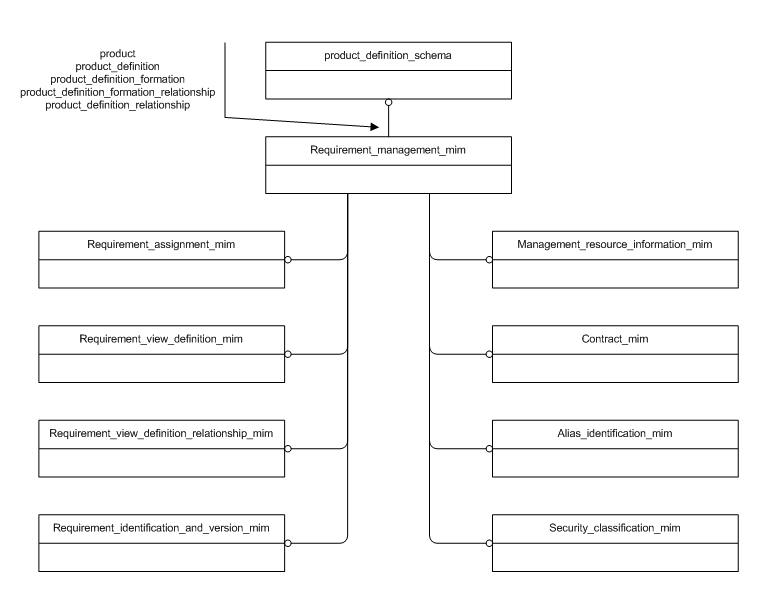 product
product_definition
product_definition_formation
product_definition_formation_relationship
product_definition_relationship
product_definition_schema
Requirement_management_mim
Requirement_assignment_mim
Management_resource_information_mim
Requirement_view_definition_mim
Contract_mim
Requirement_view_definition_relationship_mim
Alias_identification_mim
Requirement_identification_and_version_mim
Security_classification_mim